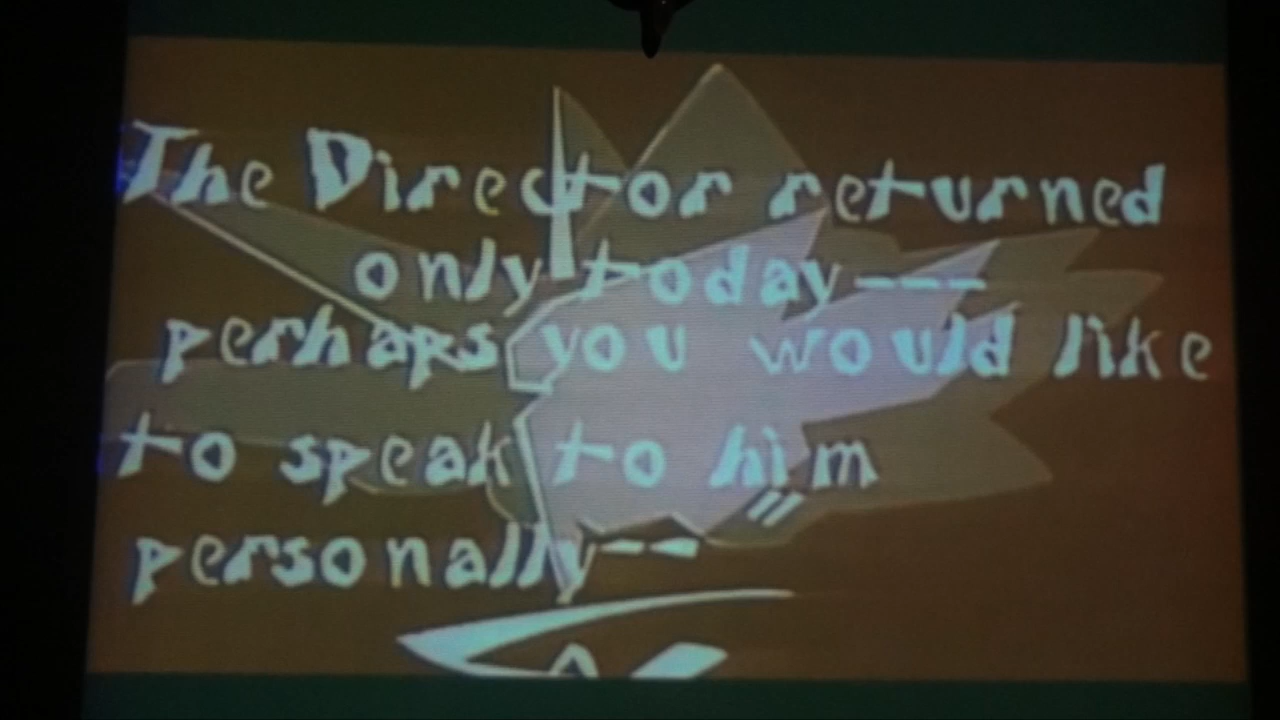 The Director returned
only today---
perhaps you would like
to speak to him
personally--